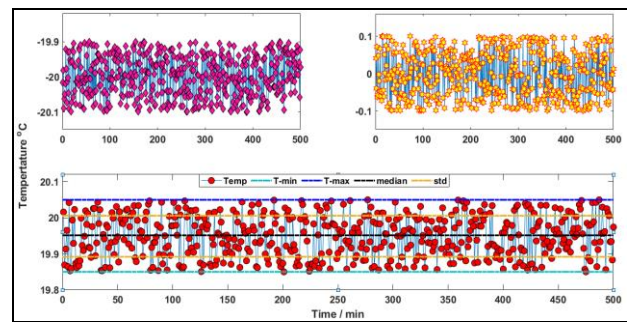 -19.9
-20
-20.1
0 100 200 300 400 500
0.1
0
-0.1
0 100 200 300 400 500
Tempertature °C
20.1
20
19.9
19.8
Temp T-min T-max median std
0 50 100 150 200 250 300 350 400 450 500
Time / min